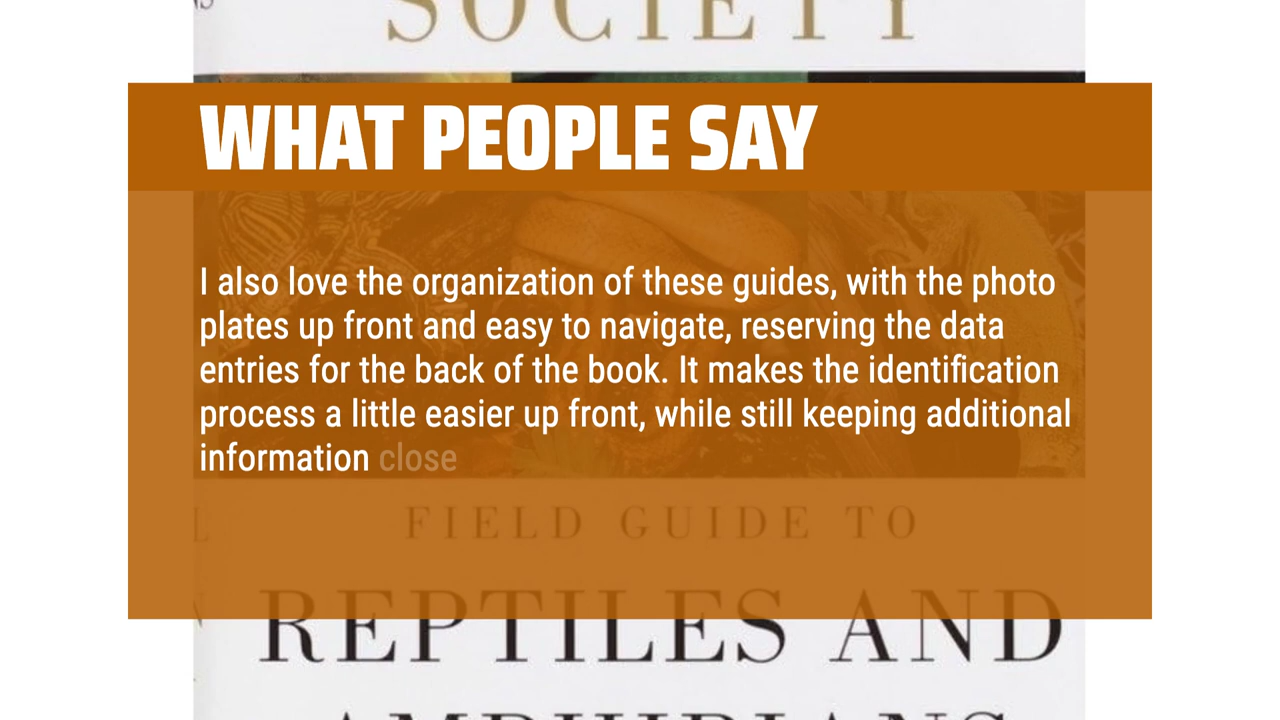 SOCIETY
WHAT PEOPLE SAY
I also love the organization of these guides, with the photo
plates up front and easy to navigate, reserving the data
entries for the back of the book. It makes the identification
process a little easier up front, while still keeping additional
information close
FIELD GUIDE TO
REPTILES AND
AMPHIBIANS